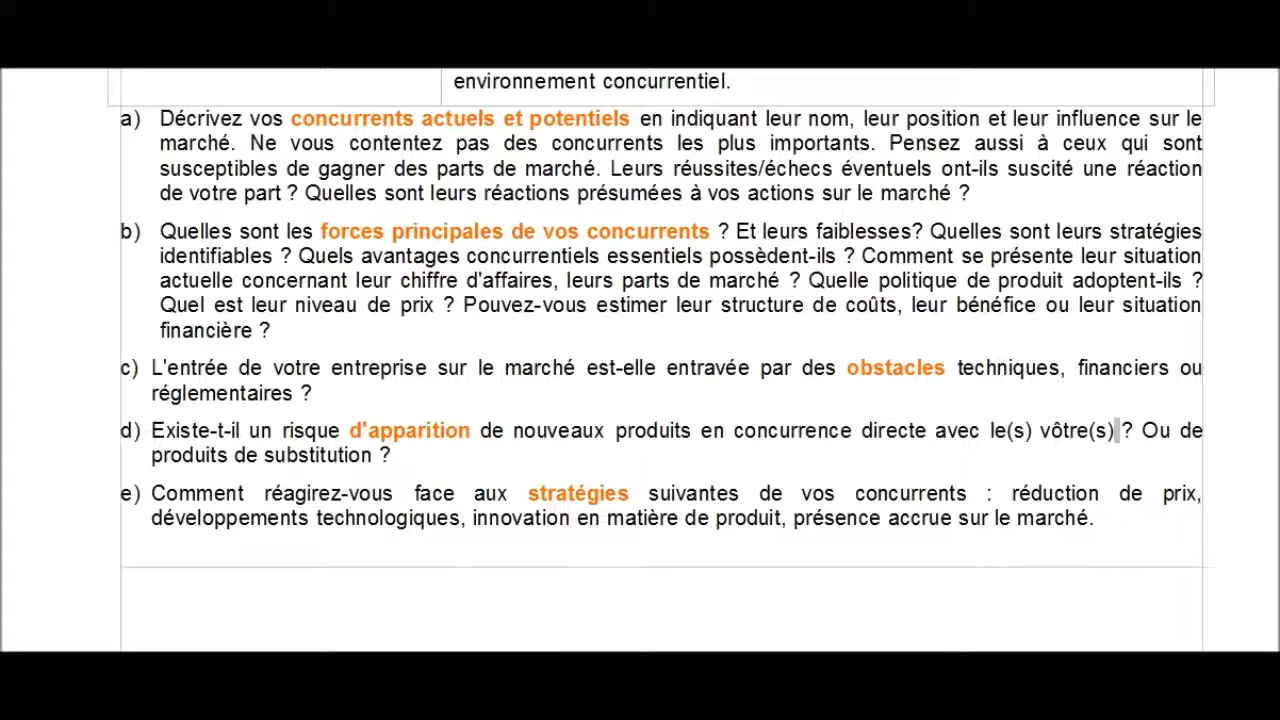 environnement concurrentiel.
a) Décrivez vos concurrents actuels et potentiels en indiquant leur nom, leur position et leur influence sur le
marché. Ne vous contentez pas des concurrents les plus importants. Pensez aussi à ceux qui sont
susceptibles de gagner des parts de marché. Leurs réussites/échecs éventuels ont-ils suscité une réaction
de votre part ? Quelles sont leurs réactions présumées à vos actions sur le marché ?
b) Quelles sont les forces principales de vos concurrents ? Et leurs faiblesses? Quelles sont leurs stratégies
identifiables ? Quels avantages concurrentiels essentiels possèdent-ils ? Comment se présente leur situation
actuelle concernant leur chiffre d'affaires, leurs parts de marché ? Quelle politique de produit adoptent-ils ?
Quel est leur niveau de prix ? Pouvez-vous estimer leur structure de coûts, leur bénéfice ou leur situation
financière ?
c) L'entrée de votre entreprise sur le marché est-elle entravée par des obstacles techniques, financiers ou
réglementaires ?
d) Existe-t-il un risque d'apparition de nouveaux produits en concurrence directe avec le(s) vôtre(s) ? Ou de
produits de substitution ?
e) Comment réagirez-vous face aux stratégies suivantes de vos concurrents : réduction de prix,
développements technologiques, innovation en matière de produit, présence accrue sur le marché.